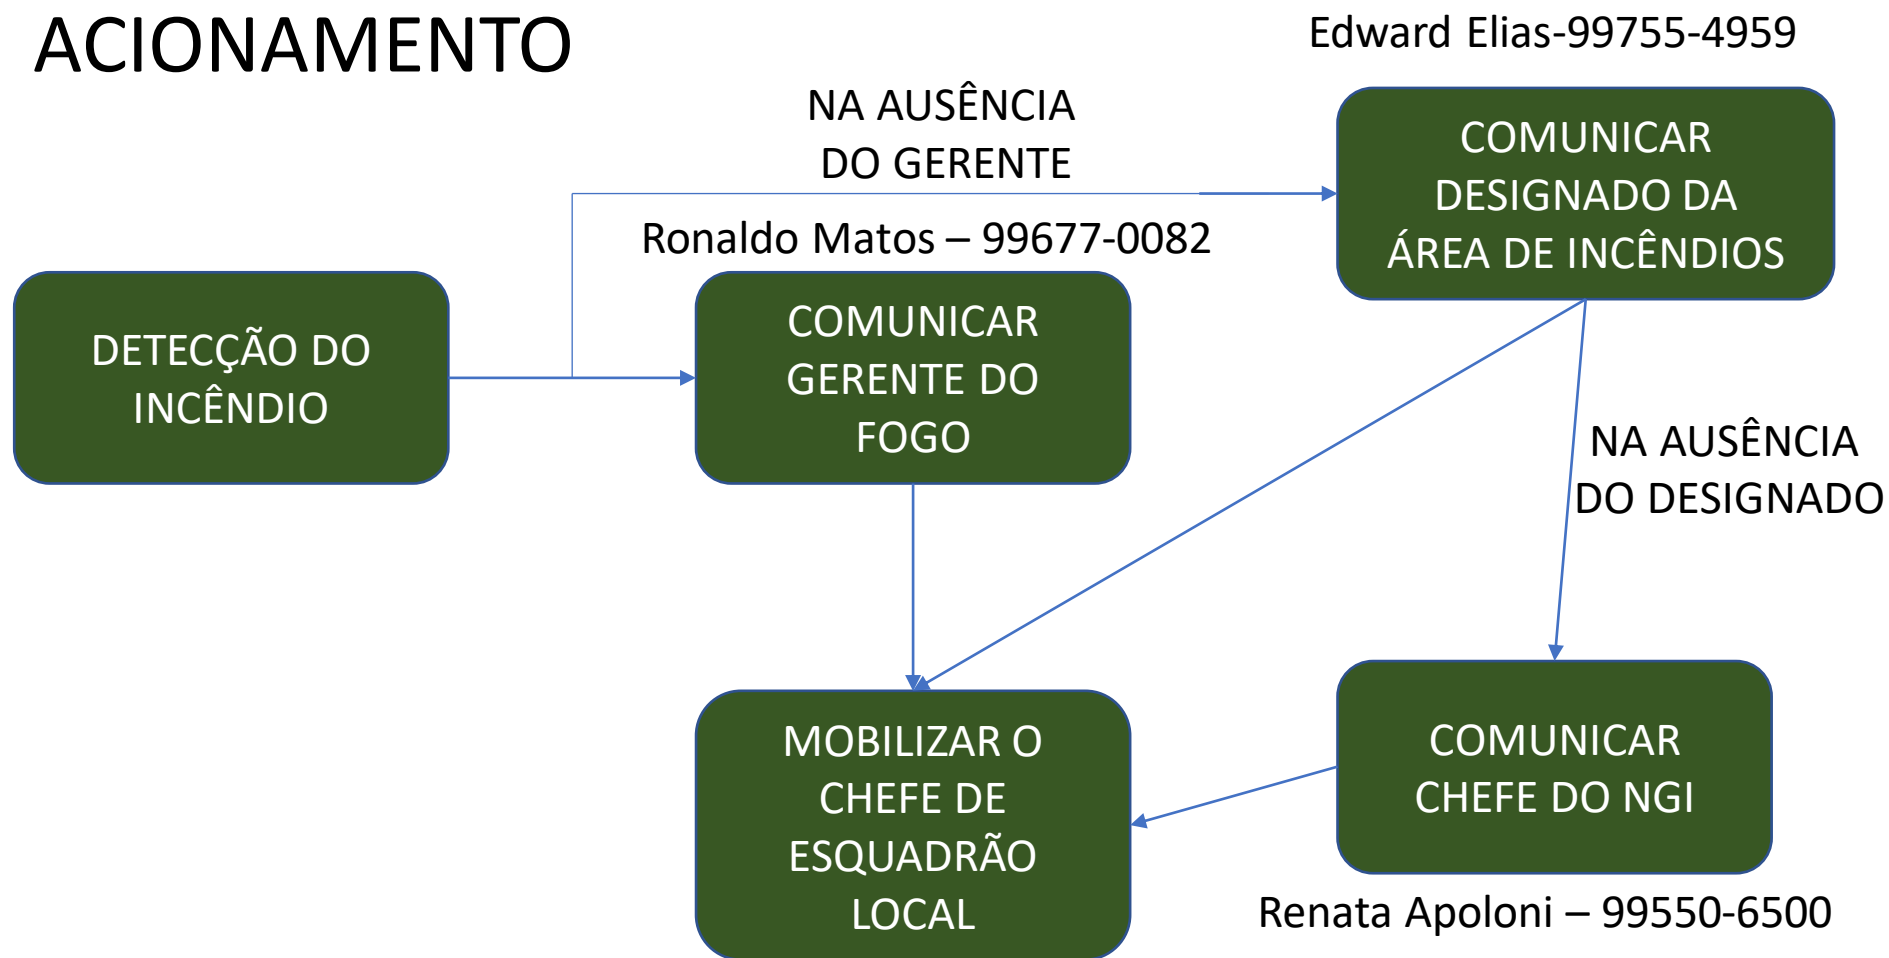 ACIONAMENTO
Edward Elias-99755-4959
NA AUSÊNCIA
DO GERENTE
COMUNICAR
DESIGNADO DA
ÁREA DE INCÊNDIOS
Ronaldo Matos – 99677-0082
DETECÇÃO DO
INCÊNDIO
COMUNICAR
GERENTE DO
FOGO
NA AUSÊNCIA
DO DESIGNADO
MOBILIZAR O
CHEFE DE
ESQUADRÃO
LOCAL
COMUNICAR
CHEFE DO NGI
Renata Apoloni – 99550-6500